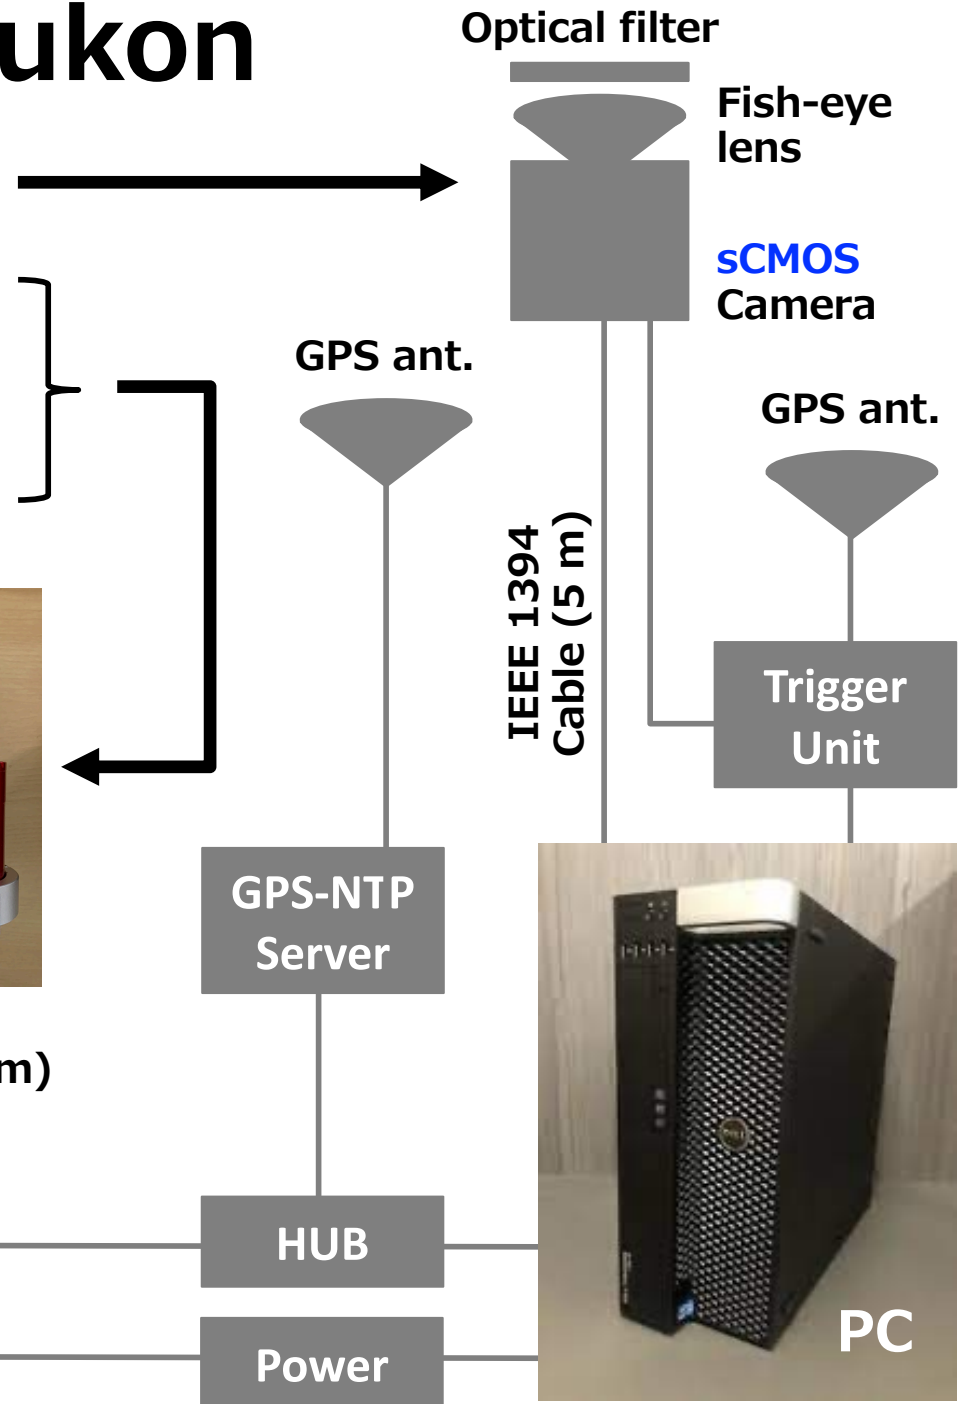 ukon
Optical filter
Fish-eye
lens
sCMOS
Camera
GPS ant.
GPS ant.
IEEE 1394
Cable (5 m)
Trigger
Unit
GPS-NTP
Server
m)
HUB
Power
PC
DELL